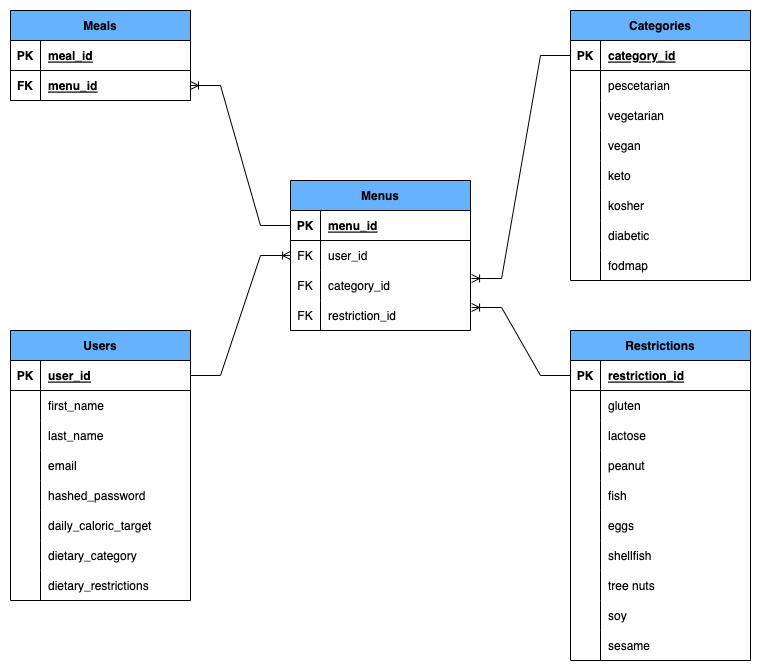 Meals
PK meal_id
FK menu_id
Categories
PK category_id
pescetarian
vegetarian
vegan
keto
kosher
diabetic
fodmap
Menus
PK menu_id
FK user_id
FK category_id
FK restriction_id
Users
PK user_id
first_name
last_name
email
hashed_password
daily_caloric_target
dietary_category
dietary_restrictions
Restrictions
PK restriction_id
gluten
lactose
peanut
fish
eggs
shellfish
tree nuts
soy
sesame